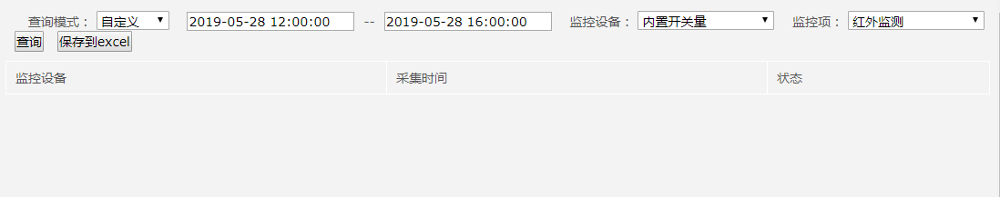 查询模式： 自定义 2019-05-28 12:00:00 -- 2019-05-28 16:00:00 监控设备： 内置开关量 监控项： 红外监测
查询 保存到excel
监控设备 采集时间 状态